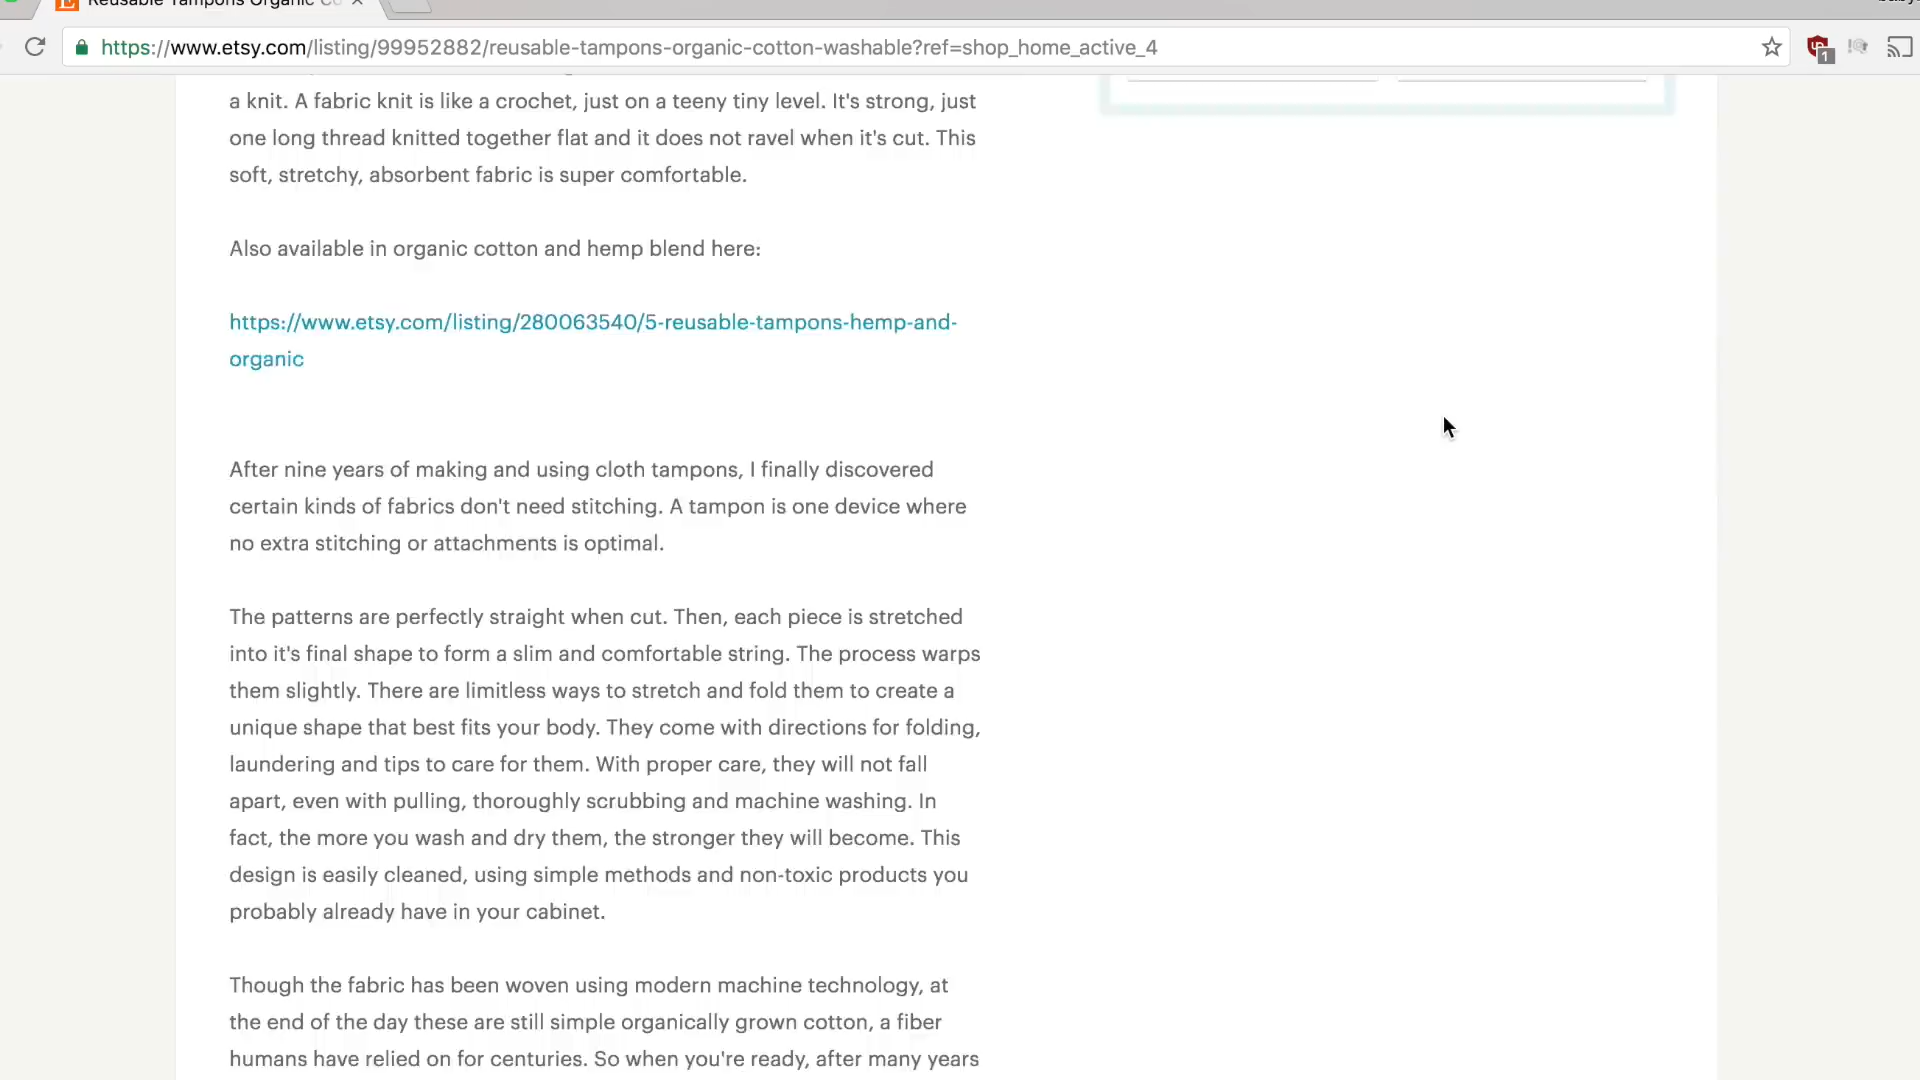 Reusable Tampons Organic Co
https://www.etsy.com/listing/99952882/reusable-tampons-organic-cotton-washable?ref=shop_home_active_4
1
a knit. A fabric knit is like a crochet, just on a teeny tiny level. It's strong, just
one long thread knitted together flat and it does not ravel when it's cut. This
soft, stretchy, absorbent fabric is super comfortable.
Also available in organic cotton and hemp blend here:
https://www.etsy.com/listing/280063540/5-reusable-tampons-hemp-and-
organic
After nine years of making and using cloth tampons, I finally discovered
certain kinds of fabrics don't need stitching. A tampon is one device where
no extra stitching or attachments is optimal.
The patterns are perfectly straight when cut. Then, each piece is stretched
into it's final shape to form a slim and comfortable string. The process warps
them slightly. There are limitless ways to stretch and fold them to create a
unique shape that best fits your body. They come with directions for folding,
laundering and tips to care for them. With proper care, they will not fall
apart, even with pulling, thoroughly scrubbing and machine washing. In
fact, the more you wash and dry them, the stronger they will become. This
design is easily cleaned, using simple methods and non-toxic products you
probably already have in your cabinet.
Though the fabric has been woven using modern machine technology, at
the end of the day these are still simple organically grown cotton, a fiber
humans have relied on for centuries. So when you're ready, after many years